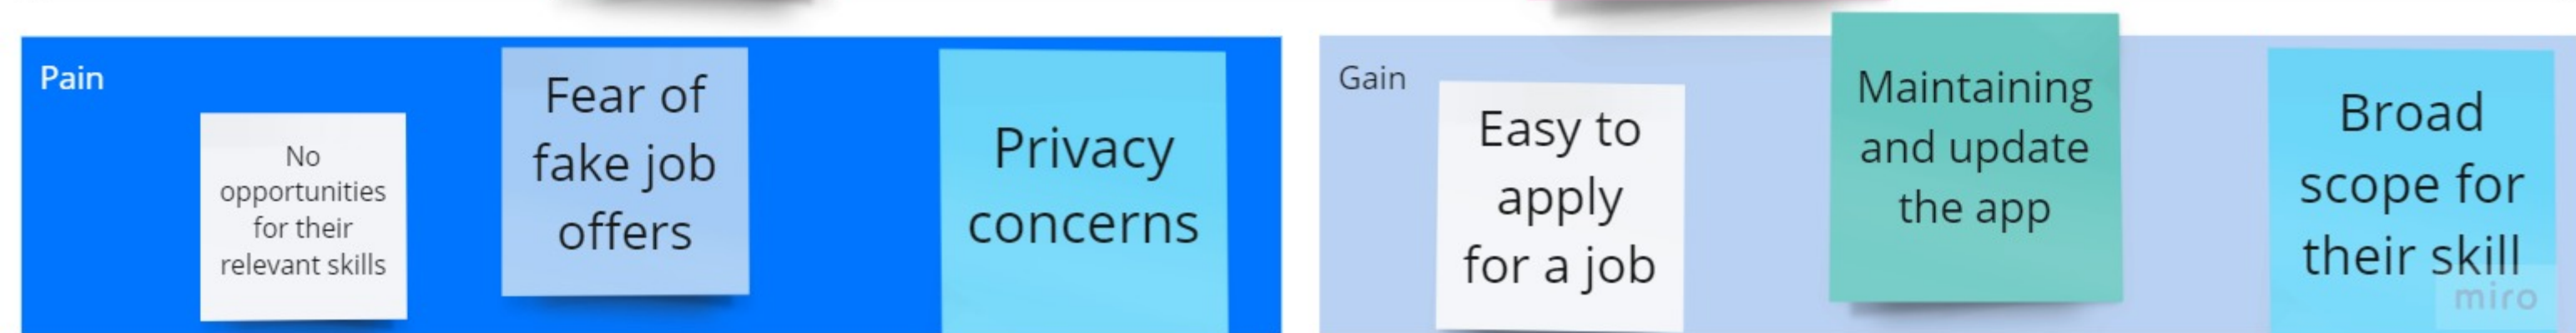 Pain
No
opportunities
for their
relevant skills
Fear of
fake job
offers
Privacy
concerns
Gain
Easy to
apply
for a job
Maintaining
and update
the app
Broad
scope for
their skill
miro